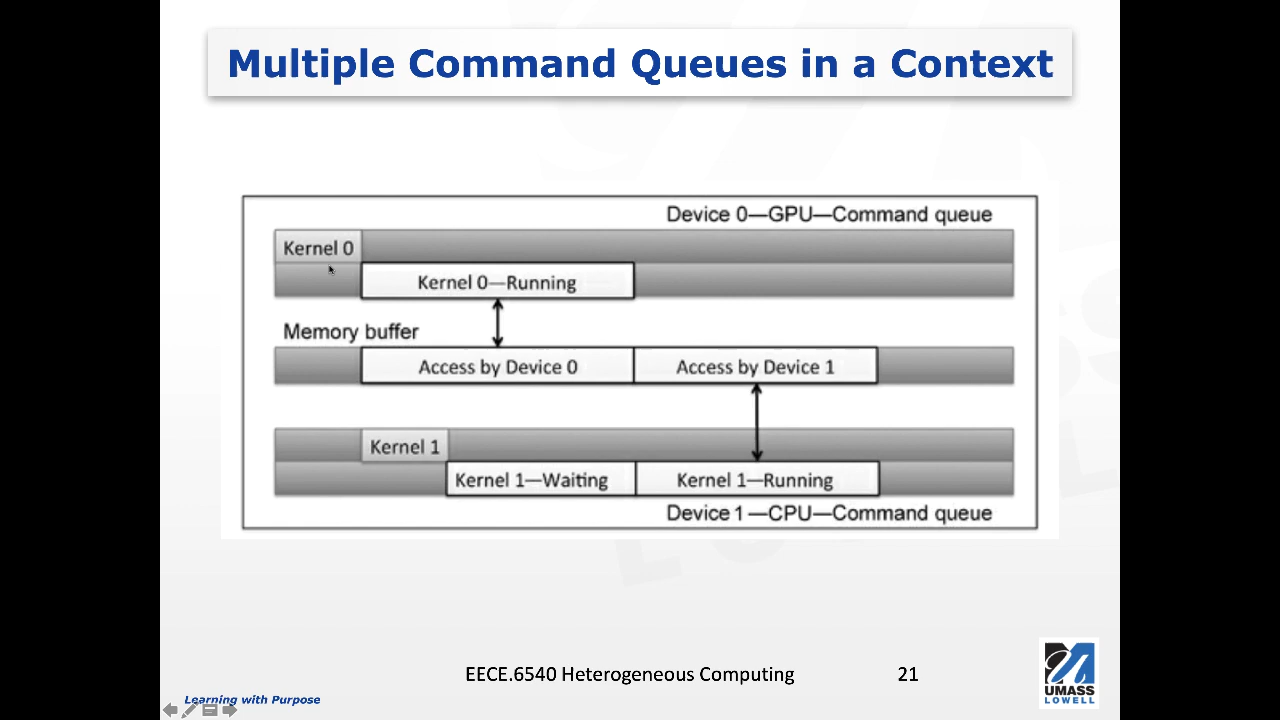 Multiple Command Queues in a Context
Device 0—GPU—Command queue
Kernel 0
Kernel 0—Running
Memory buffer
Access by Device 0
Access by Device 1
Kernel 1
Kernel 1—Waiting
Kernel 1—Running
Device 1—CPU—Command queue
EECE.6540 Heterogeneous Computing
21
UMASS
LOWELL
Learning with Purpose